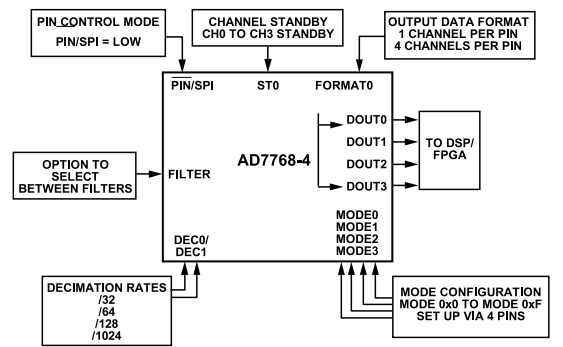 PIN CONTROL MODE
PIN/SPI = LOW
CHANNEL STANDBY
CH0 TO CH3 STANDBY
OUTPUT DATA FORMAT
1 CHANNEL PER PIN
4 CHANNELS PER PIN
PIN/SPI
ST0
FORMAT0
DOUT0
DOUT1
DOUT2
DOUT3
TO DSP/
FPGA
AD7768-4
OPTION TO
SELECT
BETWEEN FILTERS
FILTER
DEC0/
DEC1
MODE0
MODE1
MODE2
MODE3
DECIMATION RATES
/32
/64
/128
/1024
MODE CONFIGURATION
MODE 0x0 TO MODE 0xF
SET UP VIA 4 PINS